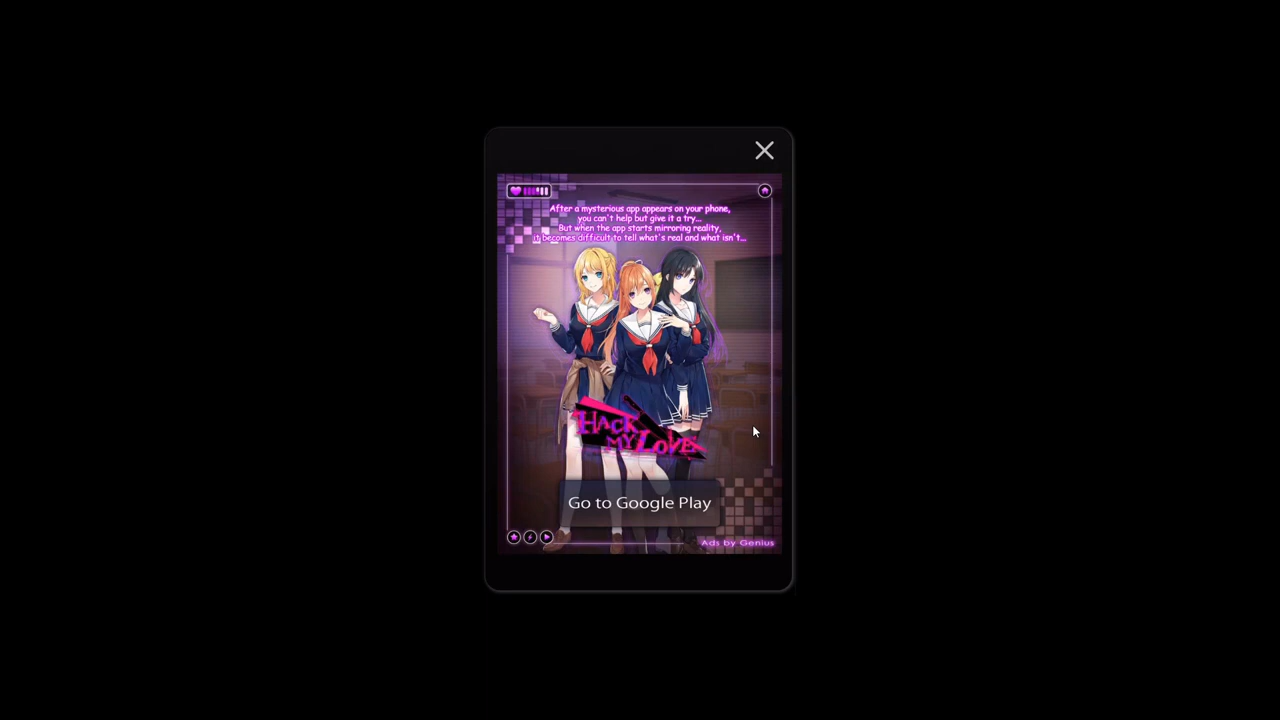 After a mysterious app appears on your phone,
you can't help but give it a try...
But when the app starts mirroring reality,
it becomes difficult to tell what's real and what isn't...
HACK
MY LOVE
Go to Google Play
Ads by Genius